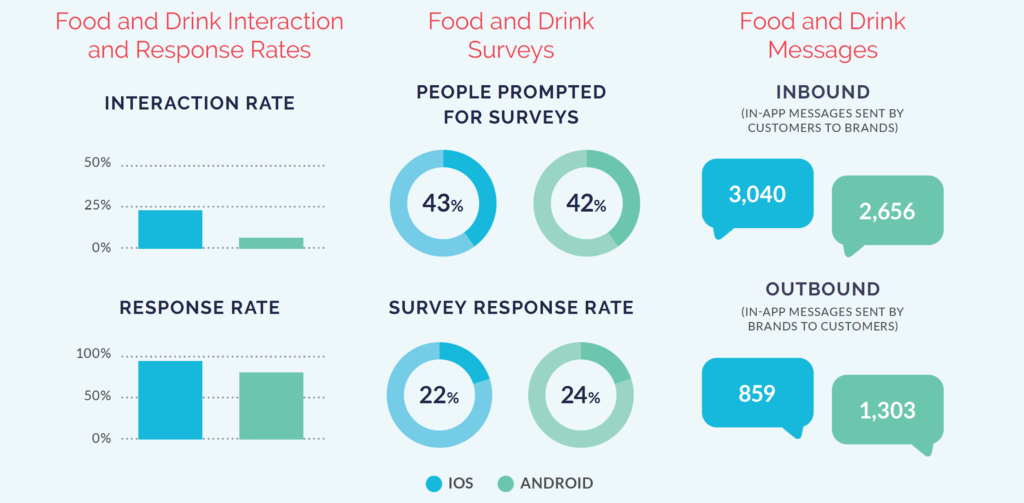 Food and Drink Interaction
and Response Rates
INTERACTION RATE
50%
25%
0%
RESPONSE RATE
100%
50%
0%
Food and Drink
Surveys
PEOPLE PROMPTED
FOR SURVEYS
43%
42%
SURVEY RESPONSE RATE
22%
24%
Food and Drink
Messages
INBOUND
(IN-APP MESSAGES SENT BY
CUSTOMERS TO BRANDS)
3,040
2,656
OUTBOUND
(IN-APP MESSAGES SENT BY
BRANDS TO CUSTOMERS)
859
1,303
IOS
ANDROID